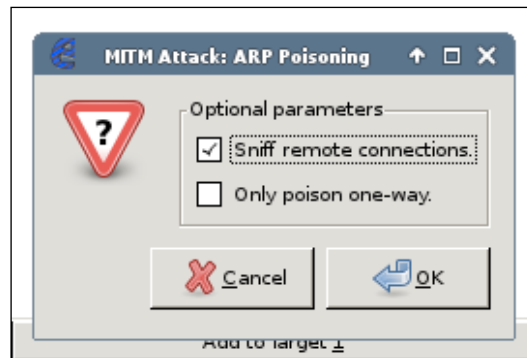 MITM Attack: ARP Poisoning
?
Optional parameters
Sniff remote connections.
Only poison one-way.
Cancel
OK
Add to Target 1